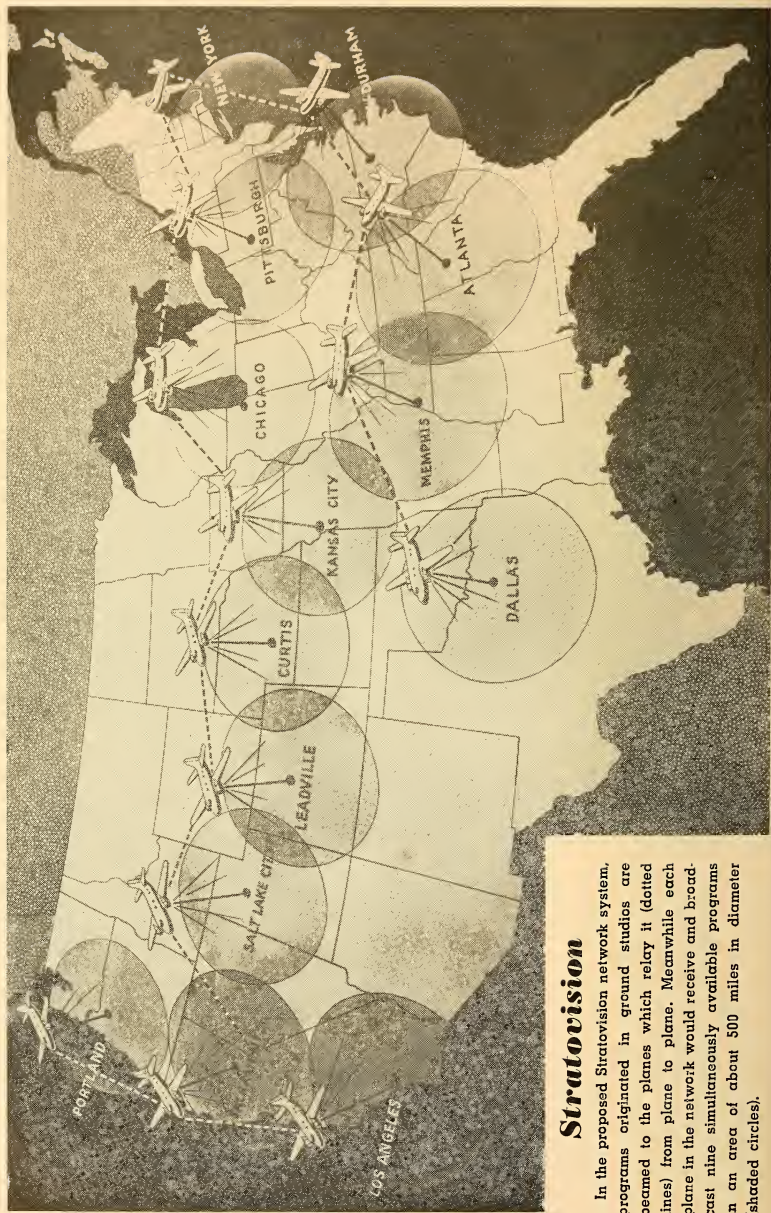 NEW YORK
DURHAM
PITTSBURGH
ATLANTA
CHICAGO
MEMPHIS
KANSAS CITY
DALLAS
CURTIS
LEADVILLE
SALT LAKE CITY
PORTLAND
LOS ANGELES
Stratovision
In the proposed Stratovision network system,
programs originated in ground studios are
beamed to the planes which relay it (dotted
ines) from plane to plane. Meanwhile each
plane in the network would receive and broad-
cast nine simultaneously available programs
n an area of about 500 miles in diameter
shaded circles).